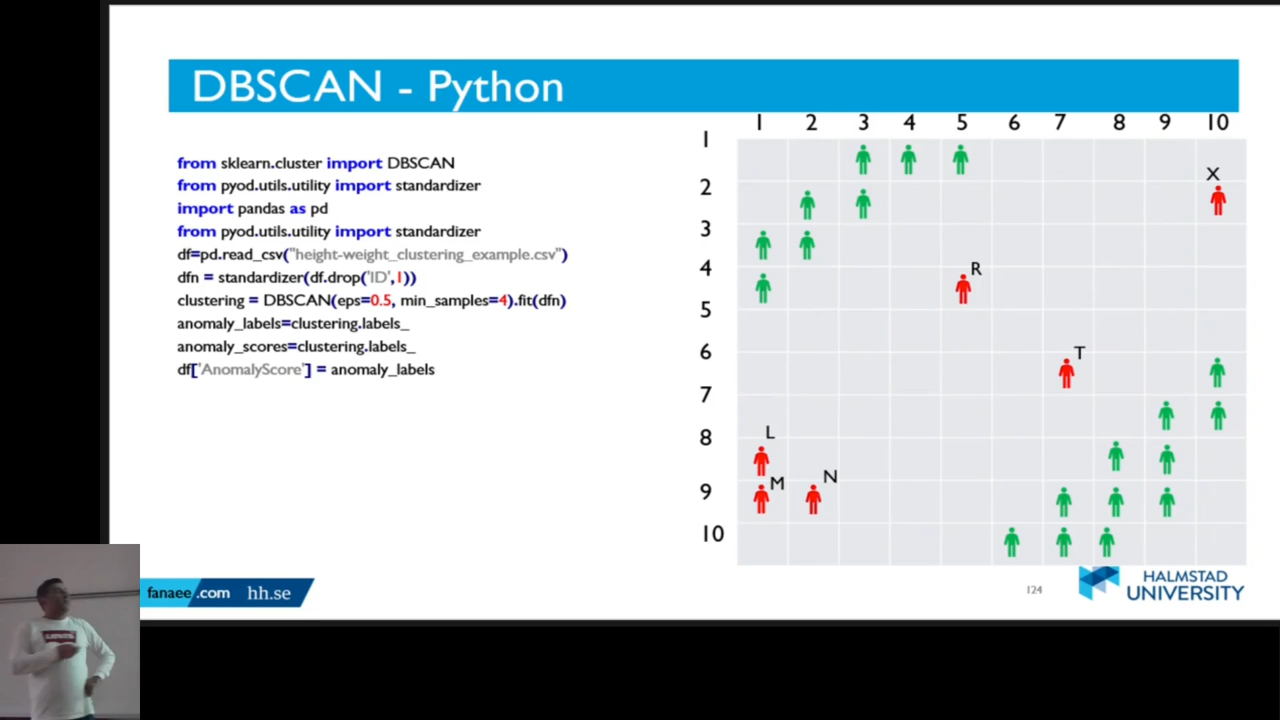 DBSCAN - Python
from sklearn.cluster import DBSCAN
from pyod.utils.utility import standardizer
import pandas as pd
from pyod.utils.utility import standardizer
df=pd.read_csv("height-weight_clustering_example.csv")
dfn = standardizer(df.drop('ID',1))
clustering = DBSCAN(eps=0.5, min_samples=4).fit(dfn)
anomaly_labels=clustering.labels_
anomaly_scores=clustering.labels_
df['AnomalyScore'] = anomaly_labels
1 2 3 4 5 6 7 8 9 10
1
2
3
4
5
6
7
8
9
10
X
R
T
L
M
N
fanaee.com hh.se
124
HALMSTAD
UNIVERSITY